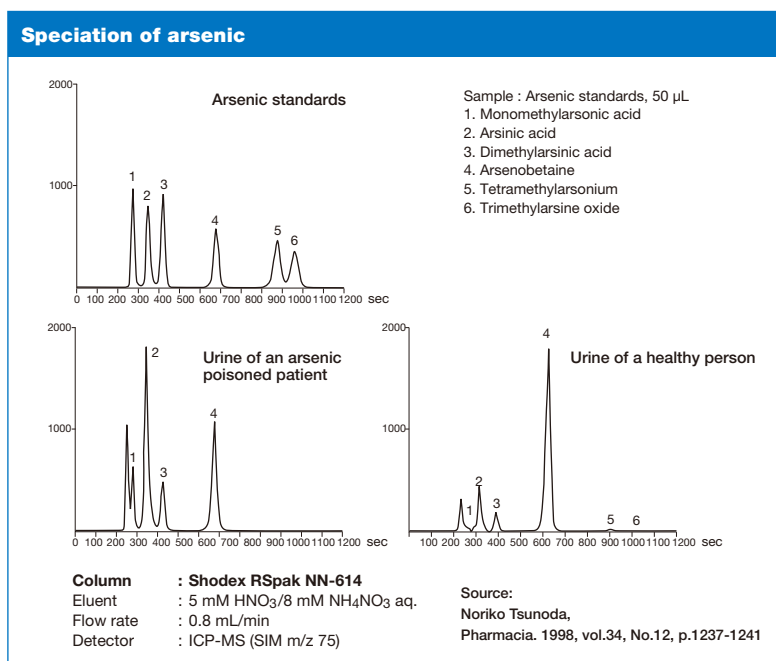 Speciation of arsenic
2000
1000
Arsenic standards
1
2
3
4
5
6
0 100 200 300 400 500 600 700 800 900 1000 1200 sec
Sample : Arsenic standards, 50 µL
1. Monomethylarsonic acid
2. Arsinic acid
3. Dimethylarsinic acid
4. Arsenobetaine
5. Tetramethylarsonium
6. Trimethylarsine oxide
2000
1000
Urine of an arsenic
poisoned patient
1
2
3
4
0 100 200 300 400 500 600 700 800 900 1000 1200 sec
2000
1000
Urine of a healthy person
1
2
3
4
5
6
100 200 300 400 500 600 700 800 900 1000 1100 1200 sec
Column : Shodex RSpak NN-614
Eluent : 5 mM HNO₃/8 mM NH₄NO₃ aq.
Flow rate : 0.8 mL/min
Detector : ICP-MS (SIM m/z 75)
Source:
Noriko Tsunoda,
Pharmacia. 1998, vol.34, No.12, p.1237-1241